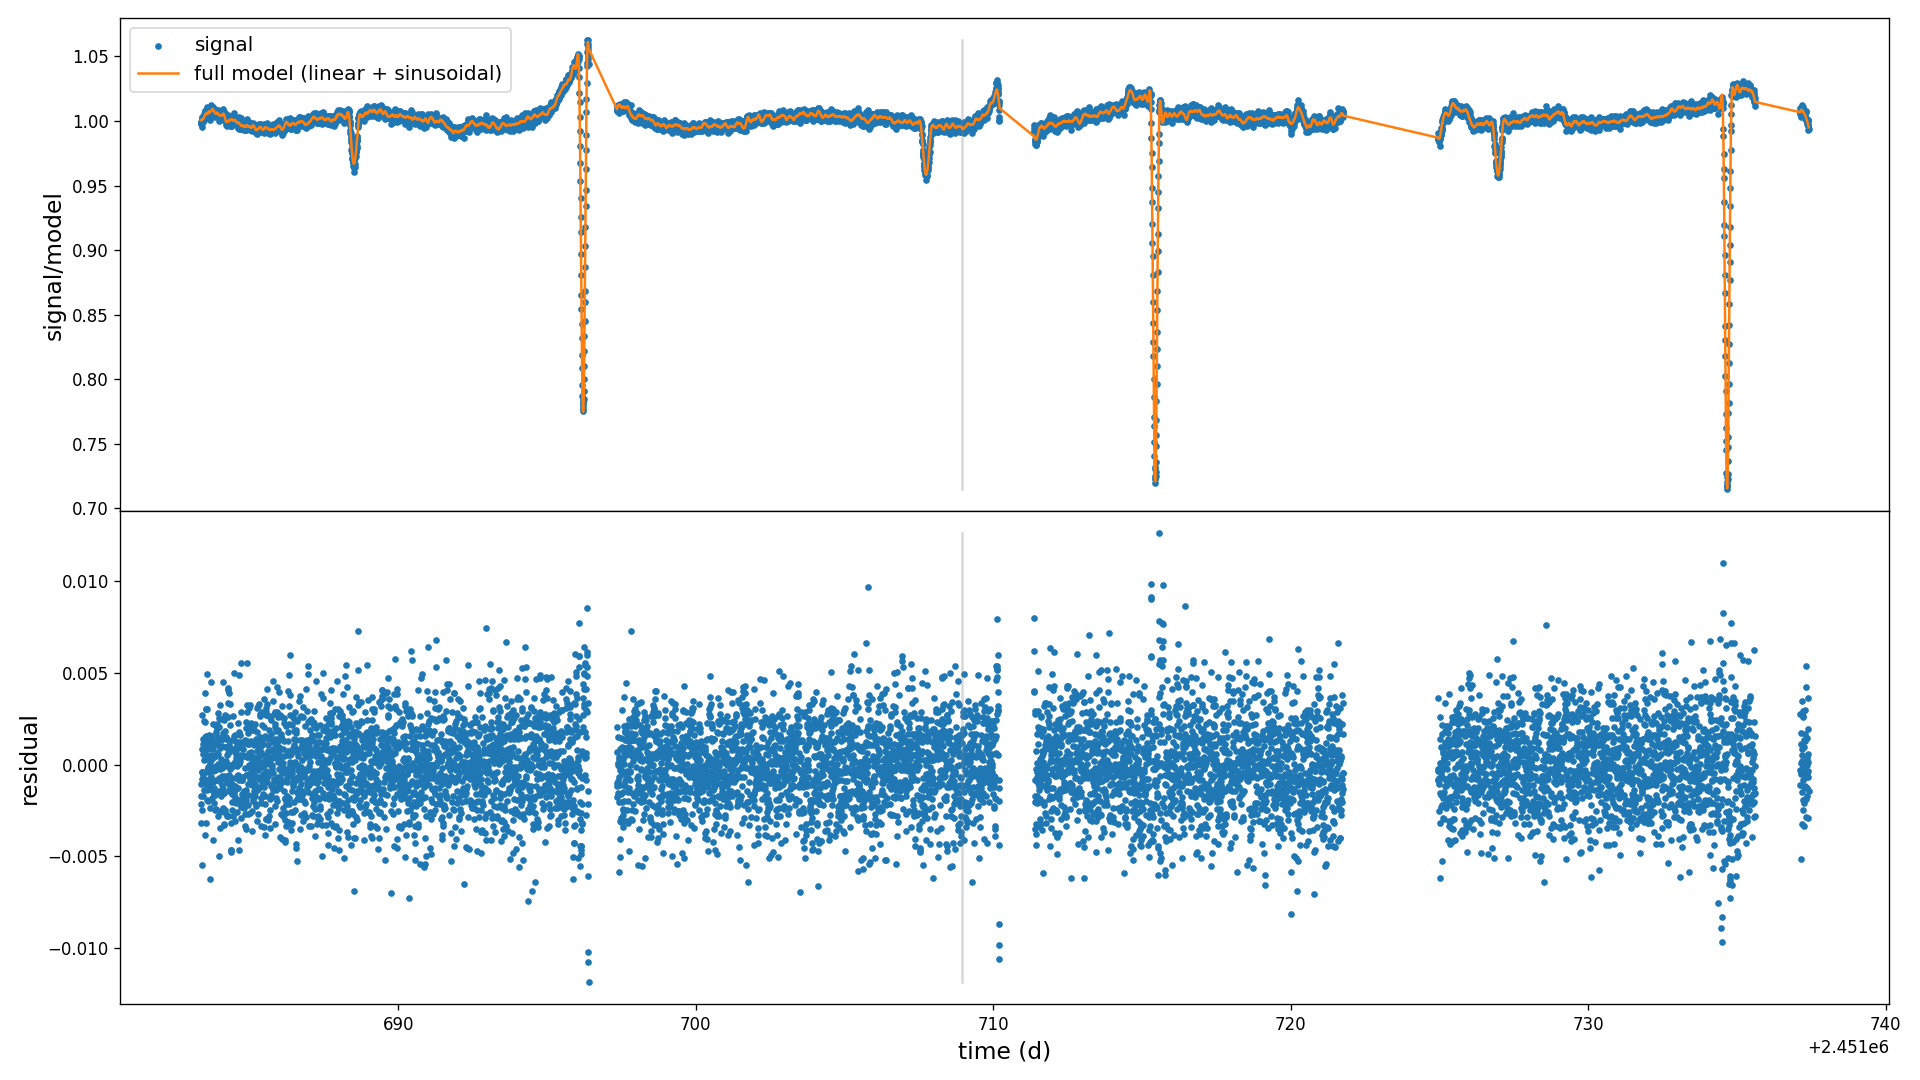 signal
full model (linear + sinusoidal)
signal/model
1.05
1.00
0.95
0.90
0.85
0.80
0.75
0.70
residual
0.010
0.005
0.000
−0.005
−0.010
690 700 710 720 730 740
time (d)
+2.451e6